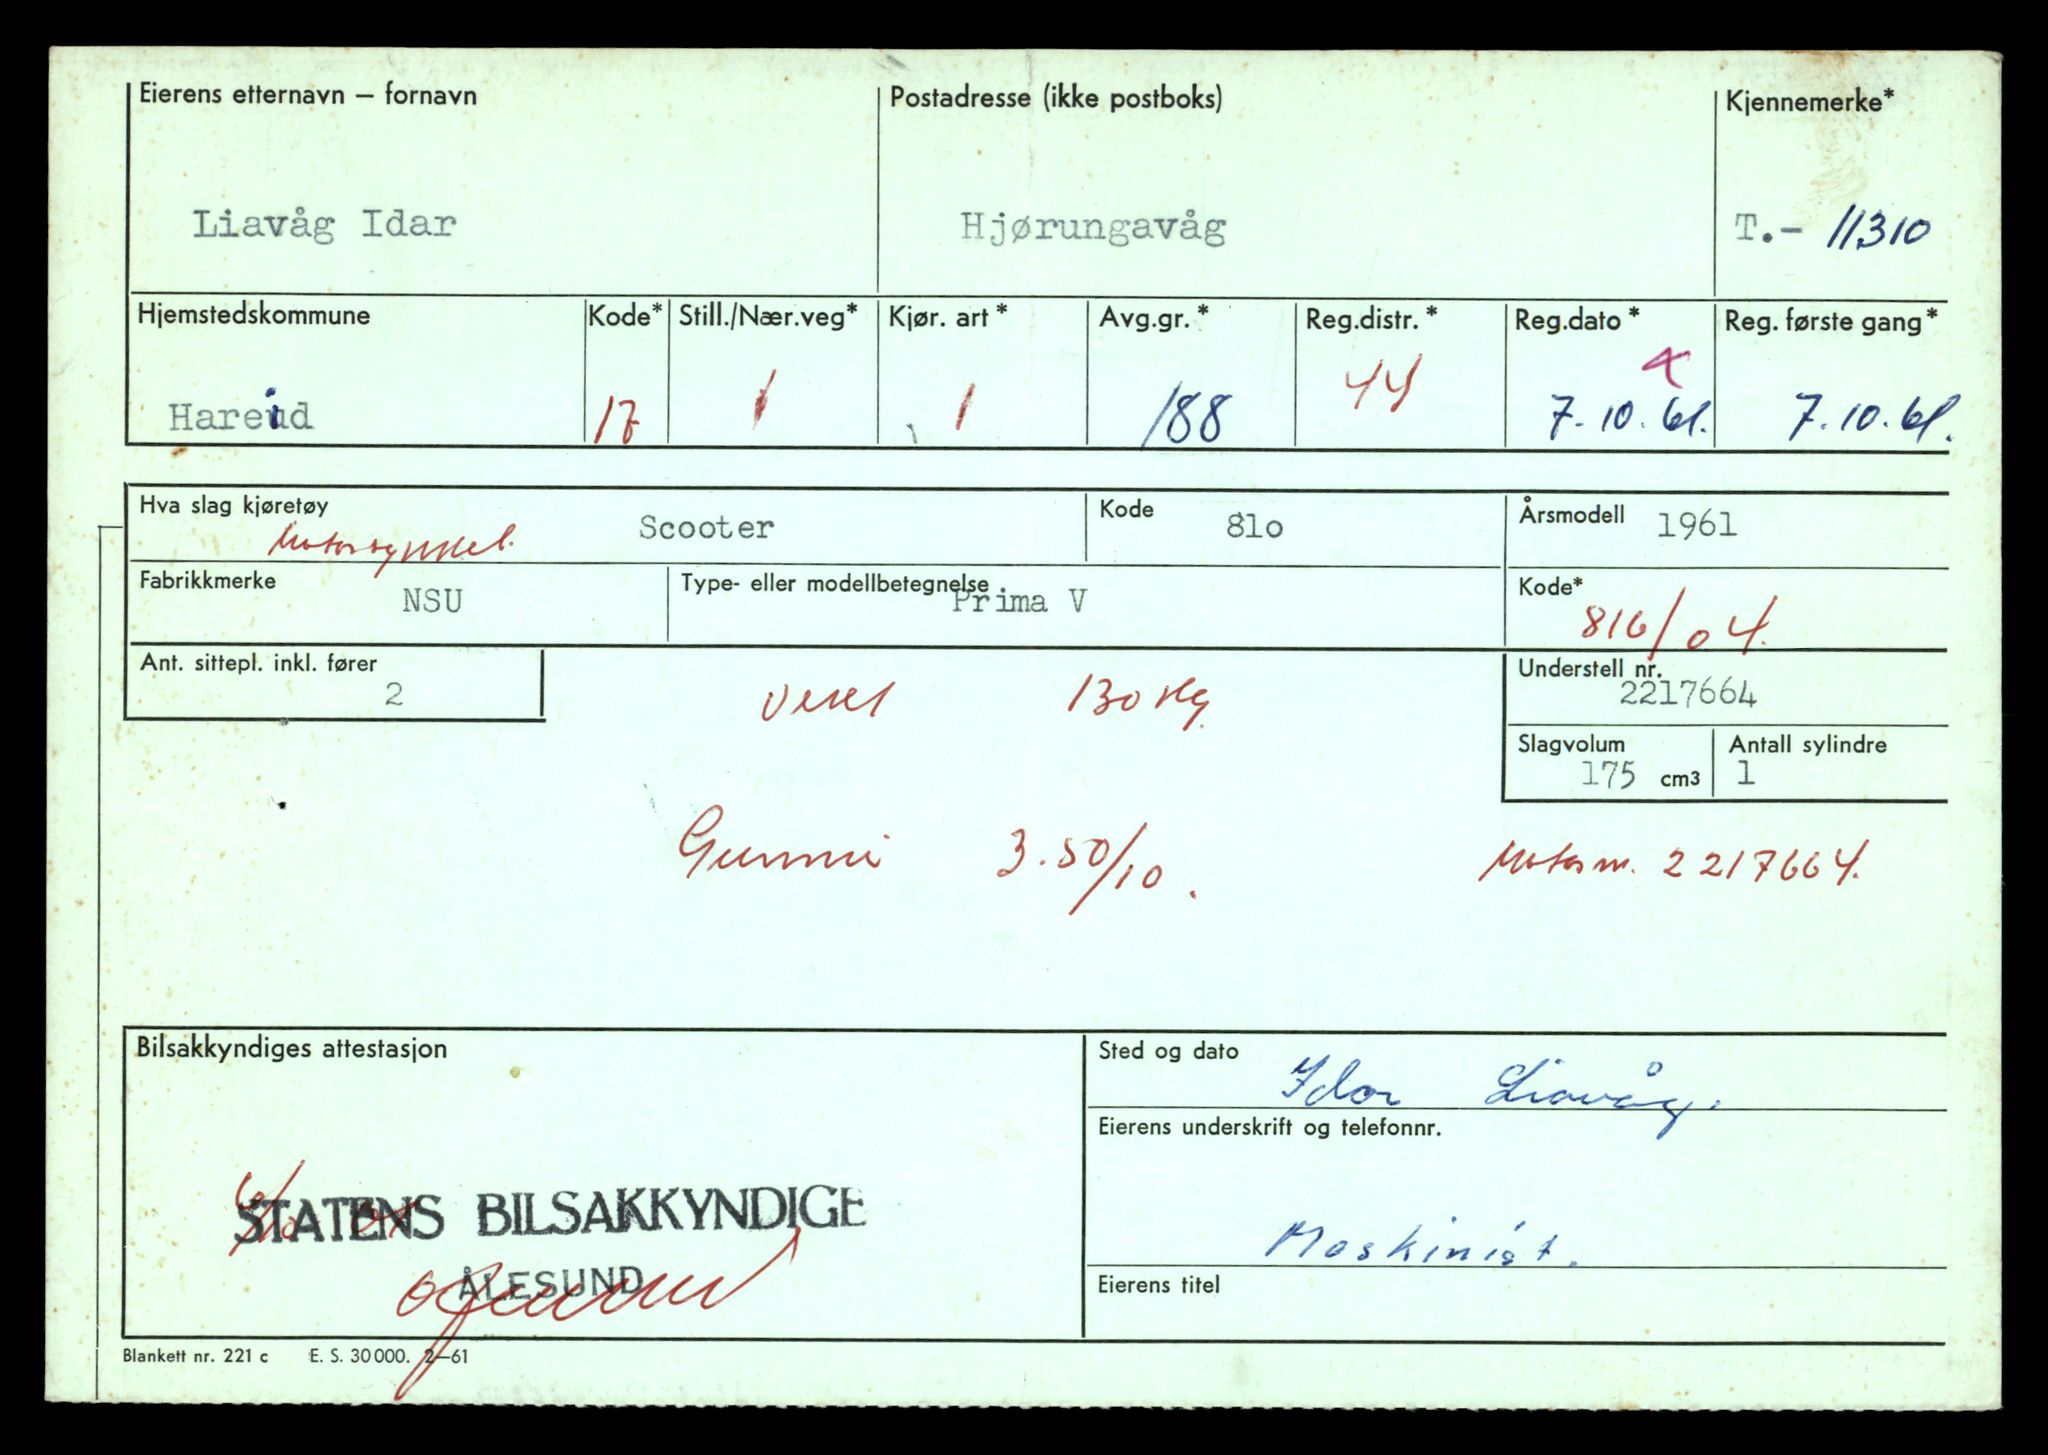 Eierens etternavn – fornavn
Postadresse (ikke postboks)
Kjennemerke*
Liavåg Idar
Hjørungavåg
T.- 11310
Hjemstedskommune
Kode*
Still./Nær.veg*
Kjør. art *
Avg.gr. *
Reg.distr. *
Reg.dato *
Reg. første gang *
Hareid
17
1
1
188
44
7.10.61.
7.10.61.
Hva slag kjøretøy
Motorsykkel.
Scooter
Kode
81o
Årsmodell
1961
Fabrikkmerke
NSU
Type- eller modellbetegnelse
Prima V
Kode*
816/04.
Ant. sittepl. inkl. fører
2
Vekt 130 kg.
Understell nr.
2217664
Slagvolum
175 cm3
Antall sylindre
1
Gummi 3.50/10.
Motornr. 2217664.
Bilsakkyndiges attestasjon
Sted og dato
Idar Liavåg.
Eierens underskrift og telefonnr.
STATENS BILSAKKYNDIGE
ÅLESUND
Maskinist.
Eierens titel
Blankett nr. 221 c E. S. 30000. 2–61